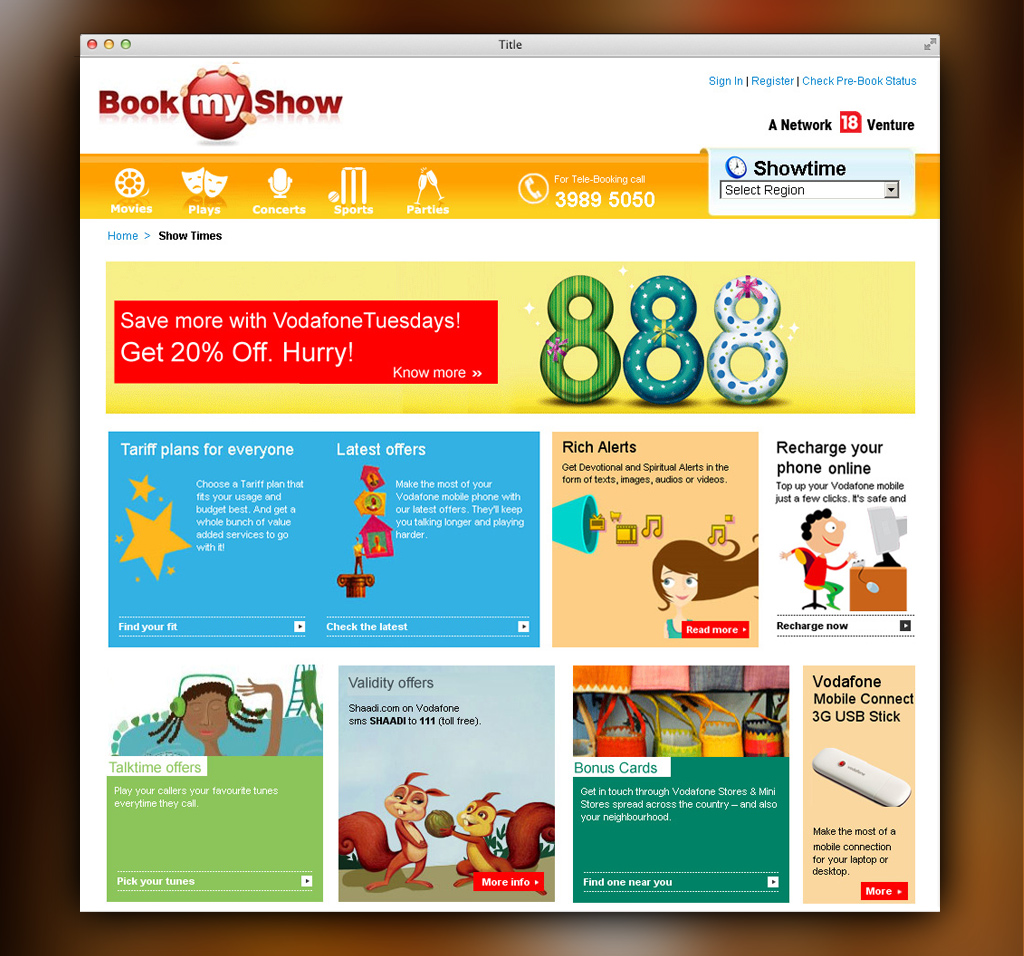 Title
Book my Show
Sign In | Register | Check Pre-Book Status
A Network 18 Venture
Movies
Plays
Concerts
Sports
Parties
For Tele-Booking call
3989 5050
Showtime
Select Region
Home > Show Times
Save more with VodafoneTuesdays!
Get 20% Off. Hurry!
Know more »
888
Tariff plans for everyone
Choose a Tariff plan that
fits your usage and
budget best. And get a
whole bunch of value
added services to go
with it!
Find your fit
Latest offers
Make the most of your
Vodafone mobile phone with
our latest offers. They'll keep
you talking longer and playing
harder.
Check the latest
Rich Alerts
Get Devotional and Spiritual Alerts in the
form of texts, images, audios or videos.
Read more
Recharge your
phone online
Top up your Vodafone mobile
just a few clicks. It's safe and
Recharge now
Talktime offers
Play your callers your favourite tunes
everytime they call.
Pick your tunes
Validity offers
Shaadi.com on Vodafone
sms SHAADI to 111 (toll free).
More info
Bonus Cards
Get in touch through Vodafone Stores & Mini
Stores spread across the country – and also
your neighbourhood.
Find one near you
Vodafone
Mobile Connect
3G USB Stick
vodafone
Make the most of a
mobile connection
for your laptop or
desktop.
More